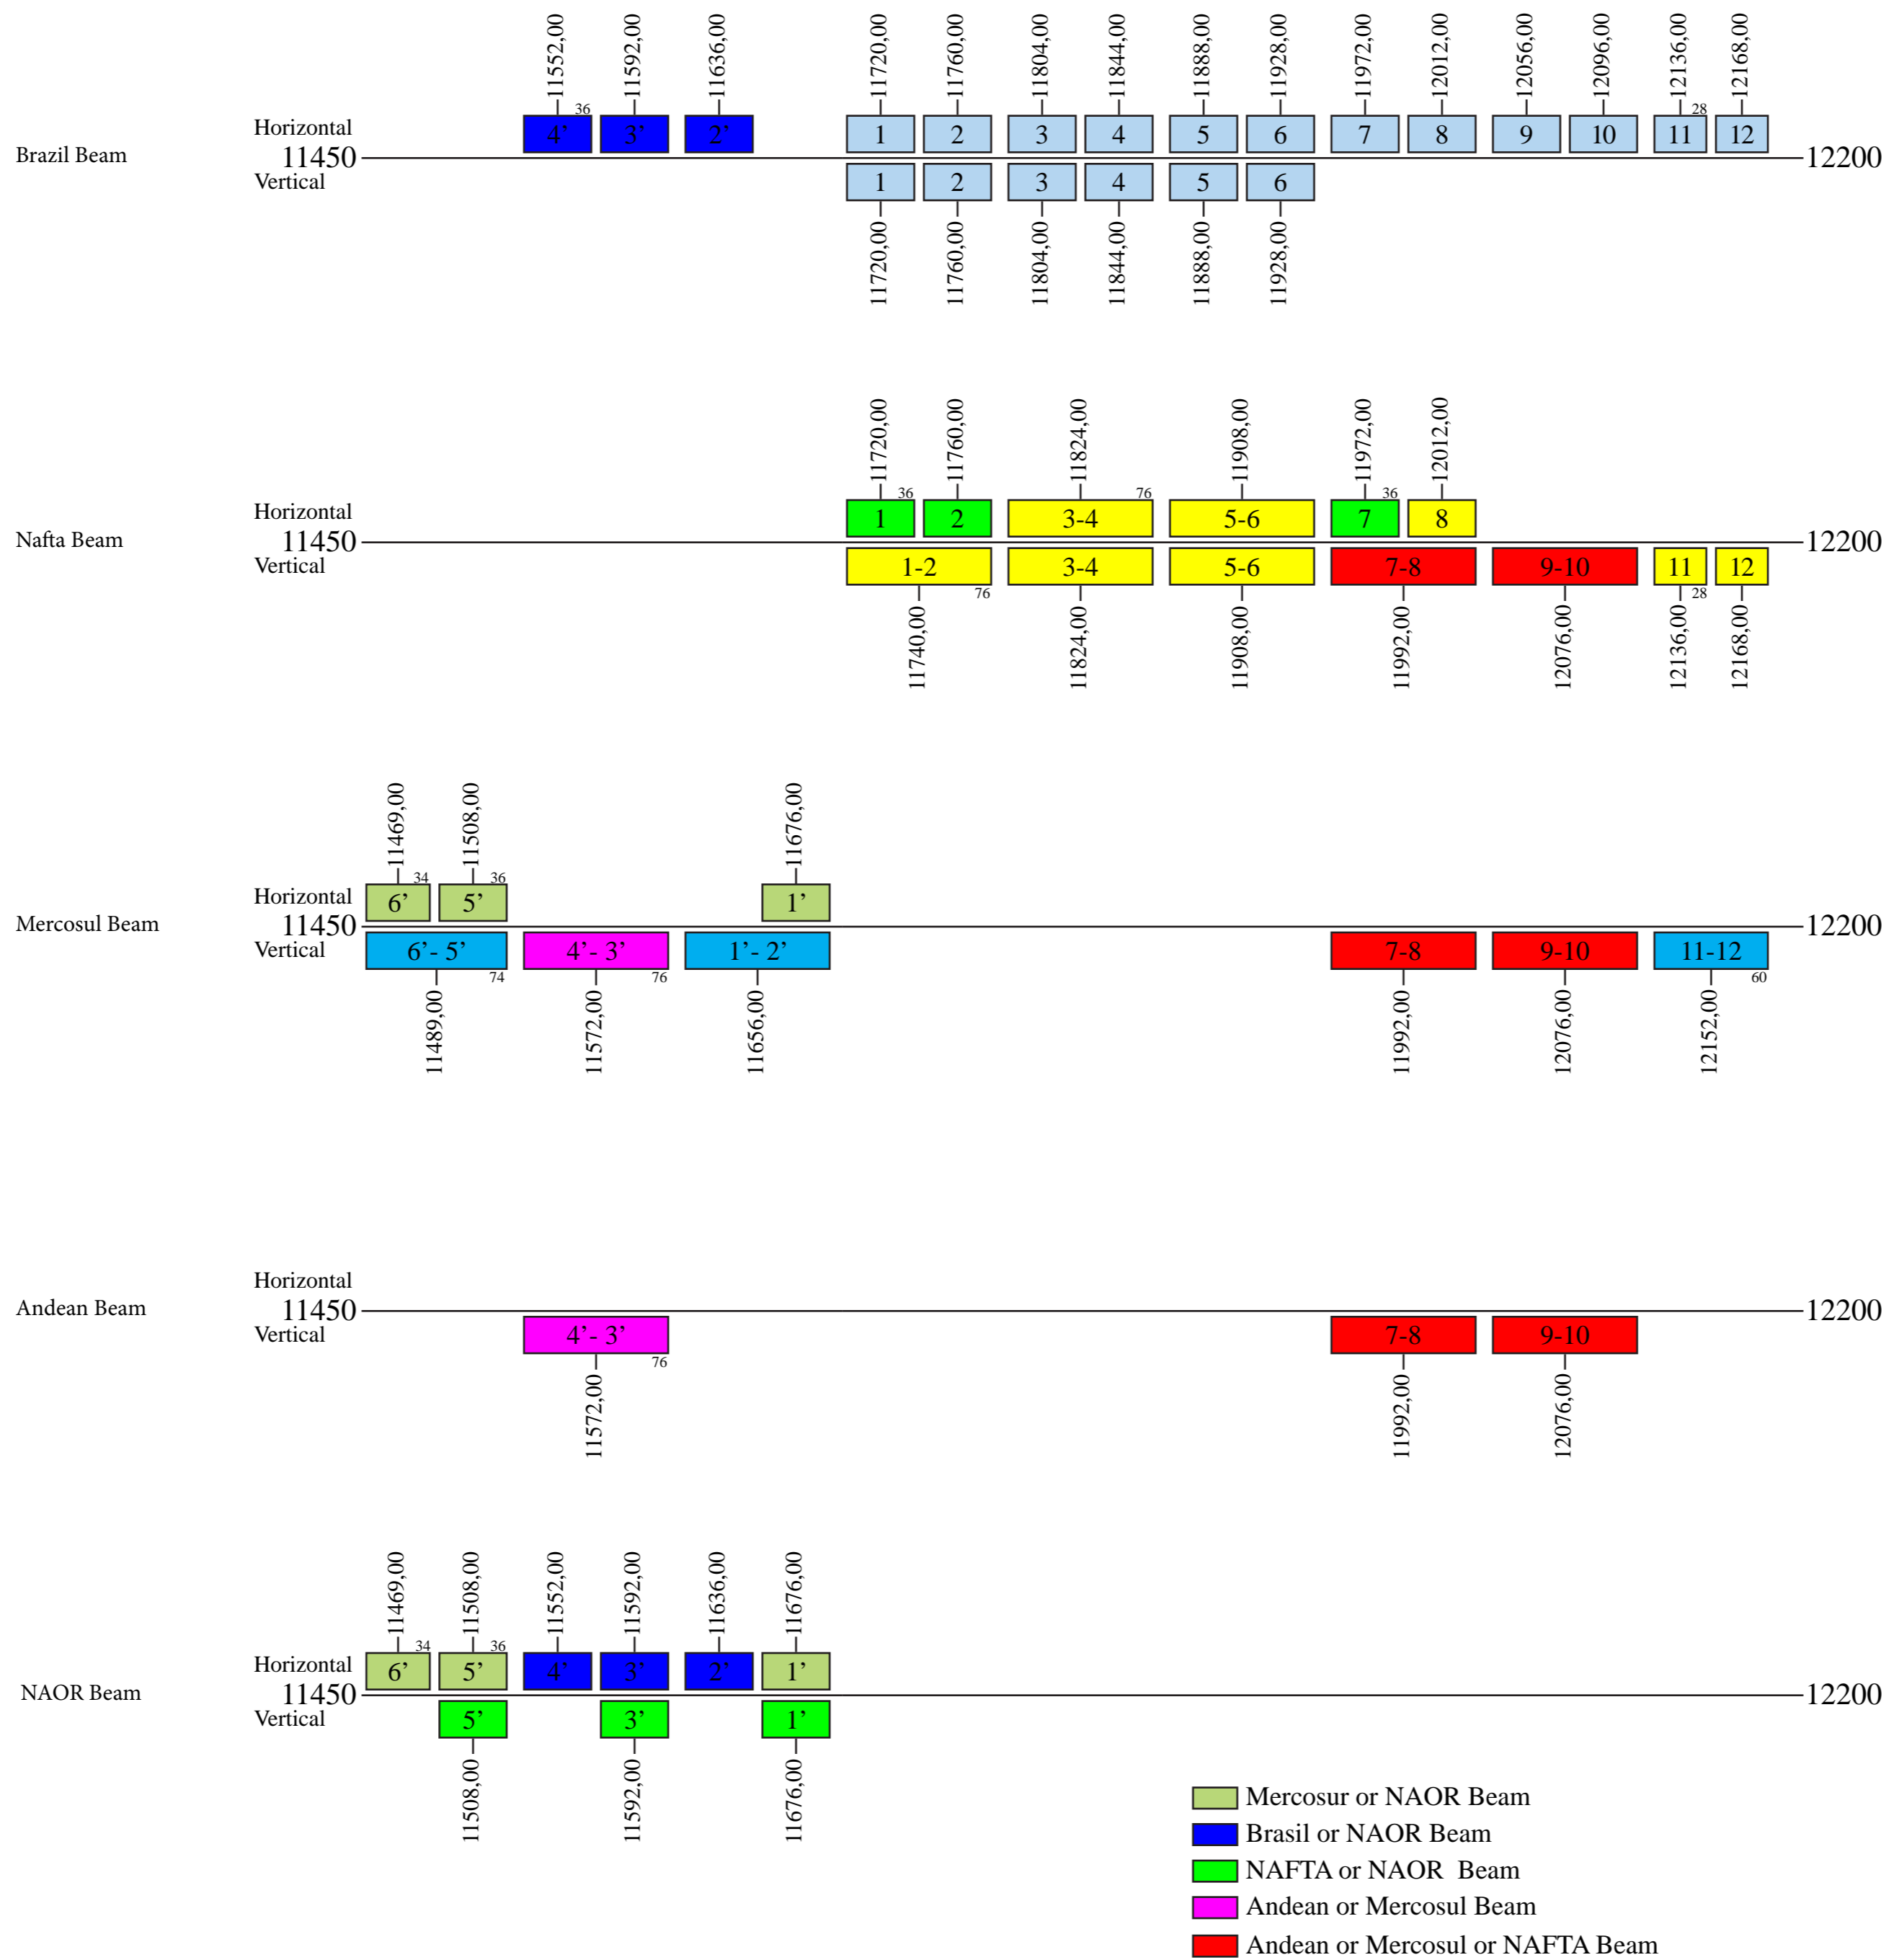 11552,00 11592,00 11636,00 11720,00 11760,00 11804,00 11844,00 11888,00 11928,00 11972,00 12012,00 12056,00 12096,00 12136,00 12168,00
36 28
Horizontal 4’ 3’ 2’ 1 2 3 4 5 6 7 8 9 10 11 12
Brazil Beam 11450 12200
Vertical 1 2 3 4 5 6
11720,00 11760,00 11804,00 11844,00 11888,00 11928,00
11720,00 11760,00 11824,00 11908,00 11972,00 12012,00
36 76 36
Horizontal 1 2 3-4 5-6 7 8
Nafta Beam 11450 12200
Vertical 1-2 3-4 5-6 7-8 9-10 11 12
76 28
11740,00 11824,00 11908,00 11992,00 12076,00 12136,00 12168,00
11469,00 11508,00 11676,00
34 36
Horizontal 6’ 5’ 1’
Mercosul Beam 11450 12200
Vertical 6’- 5’ 4’- 3’ 1’- 2’ 7-8 9-10 11-12
74 76 60
11489,00 11572,00 11656,00 11992,00 12076,00 12152,00
Horizontal
Andean Beam 11450 12200
Vertical 4’- 3’ 7-8 9-10
76
11572,00 11992,00 12076,00
11469,00 11508,00 11552,00 11592,00 11636,00 11676,00
34 36
Horizontal 6’ 5’ 4’ 3’ 2’ 1’
NAOR Beam 11450 12200
Vertical 5’ 3’ 1’
11508,00 11592,00 11676,00
Mercosur or NAOR Beam
Brasil or NAOR Beam
NAFTA or NAOR Beam
Andean or Mercosul Beam
Andean or Mercosul or NAFTA Beam